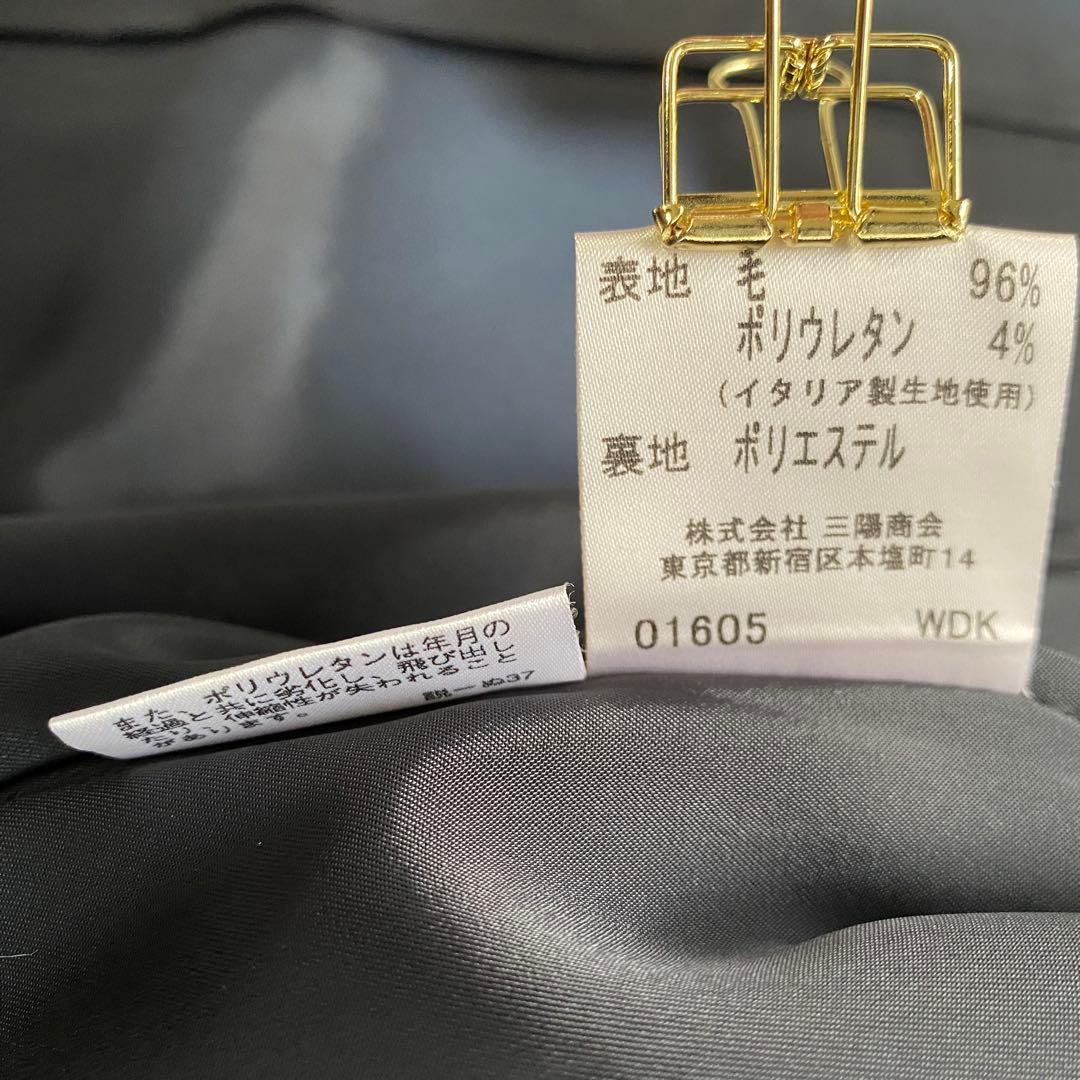 表地 毛 96%
ポリウレタン 4%
(イタリア製生地使用)
裏地 ポリエステル
株式会社 三陽商会
東京都新宿区本塩町14
01605 WDK
また、ポリウレタンは年月の
経過と共に劣化し、飛び出し
たり、伸縮性が失われること
があります。
説－ぬ37